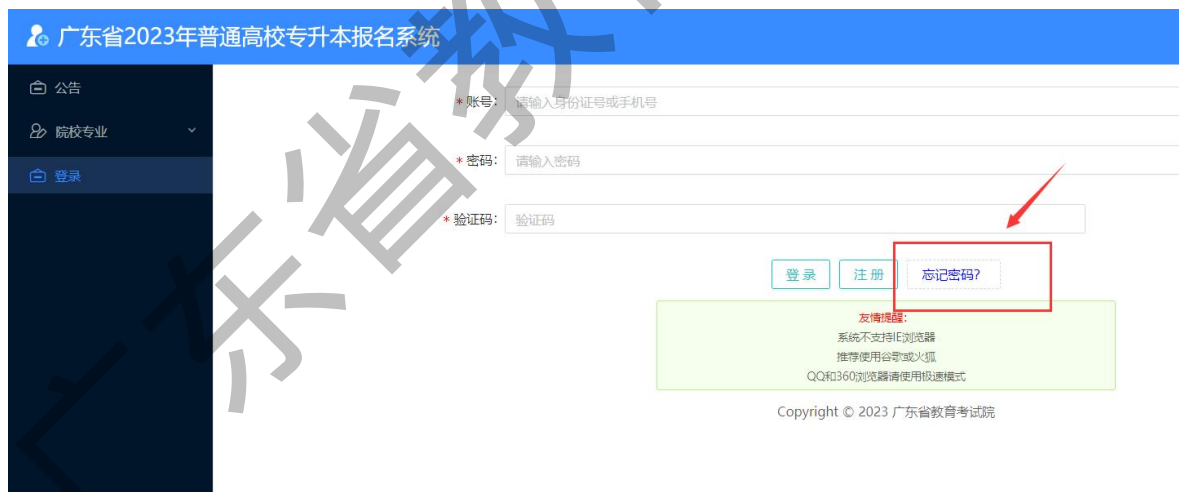 广东省2023年普通高校专升本报名系统
公告
院校专业
登录
*账号: 请输入身份证号或手机号
*密码: 请输入密码
*验证码: 验证码
登 录 注 册 忘记密码?
友情提醒:
系统不支持IE浏览器
推荐使用谷歌或火狐
QQ和360浏览器请使用极速模式
Copyright © 2023 广东省教育考试院
广东省教